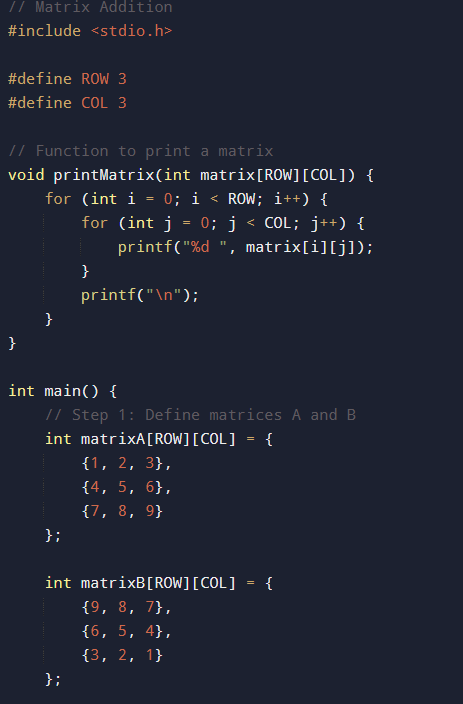 // Matrix Addition
#include <stdio.h>

#define ROW 3
#define COL 3

// Function to print a matrix
void printMatrix(int matrix[ROW][COL]) {
    for (int i = 0; i < ROW; i++) {
        for (int j = 0; j < COL; j++) {
            printf("%d ", matrix[i][j]);
        }
        printf("\n");
    }
}

int main() {
    // Step 1: Define matrices A and B
    int matrixA[ROW][COL] = {
        {1, 2, 3},
        {4, 5, 6},
        {7, 8, 9}
    };

    int matrixB[ROW][COL] = {
        {9, 8, 7},
        {6, 5, 4},
        {3, 2, 1}
    };